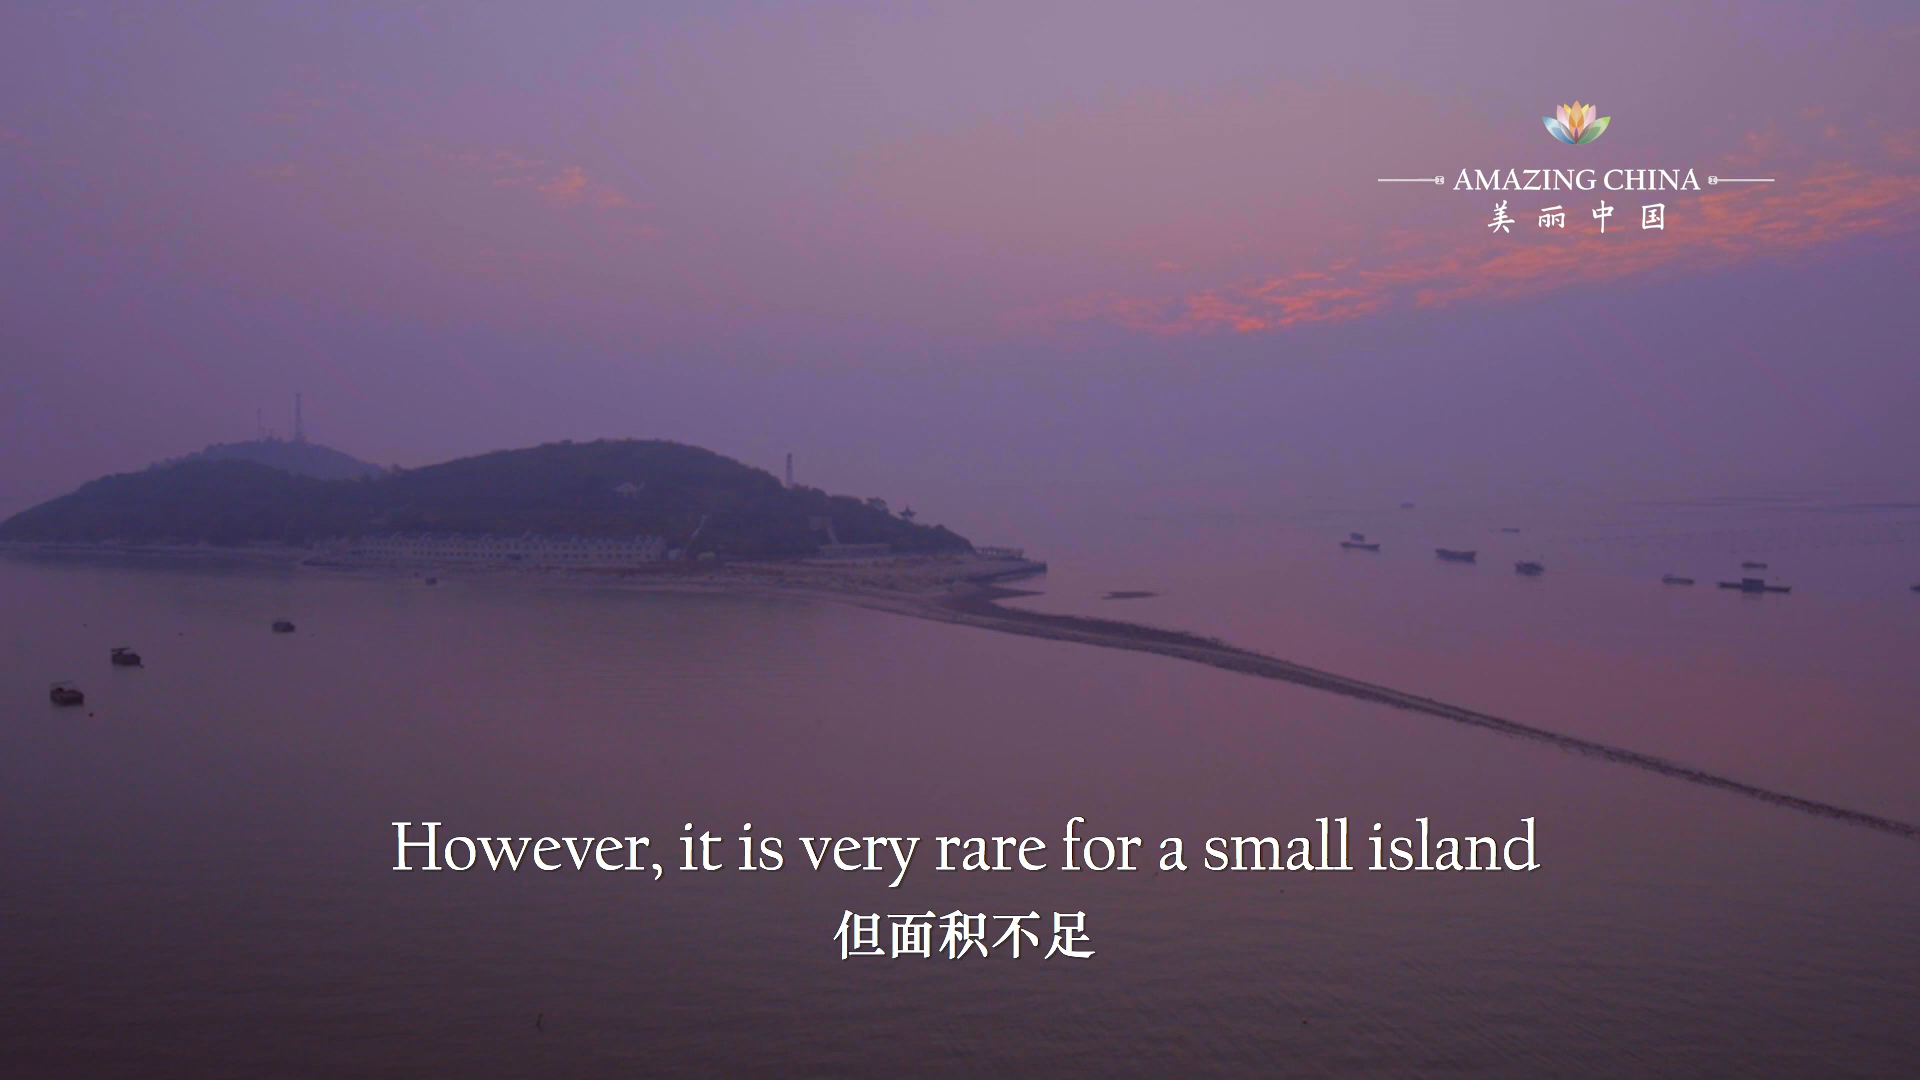 AMAZING CHINA
美丽中国
However, it is very rare for a small island
但面积不足